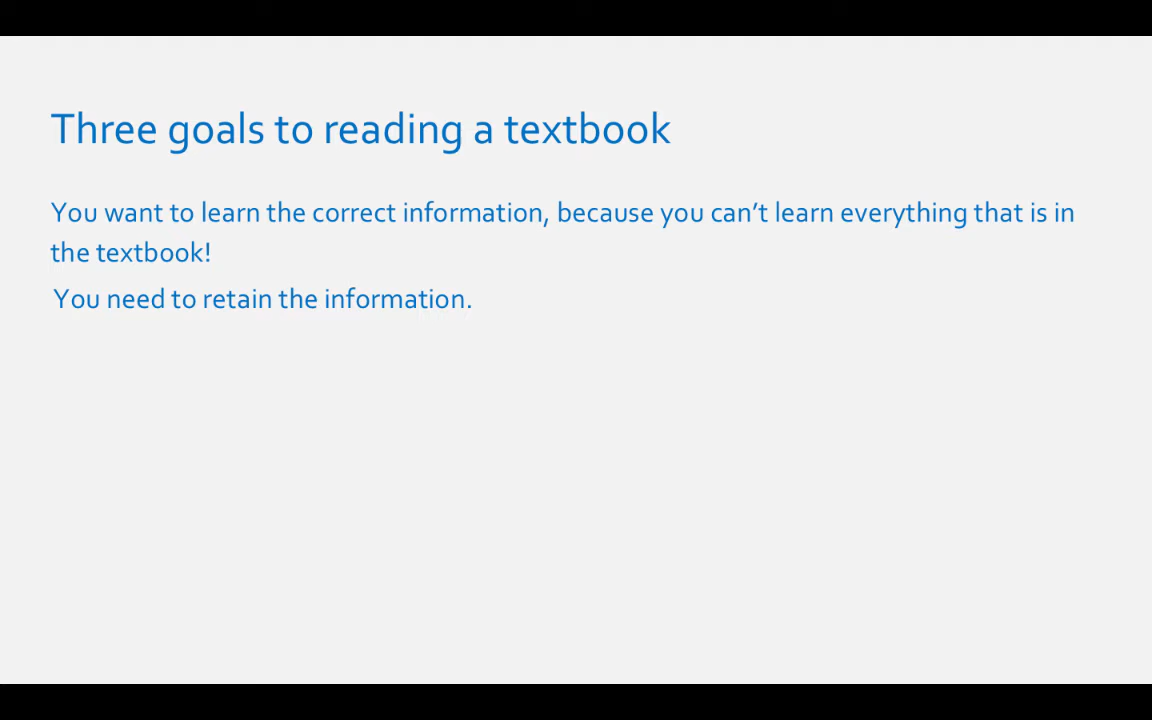 Three goals to reading a textbook
You want to learn the correct information, because you can’t learn everything that is in
the textbook!
You need to retain the information.